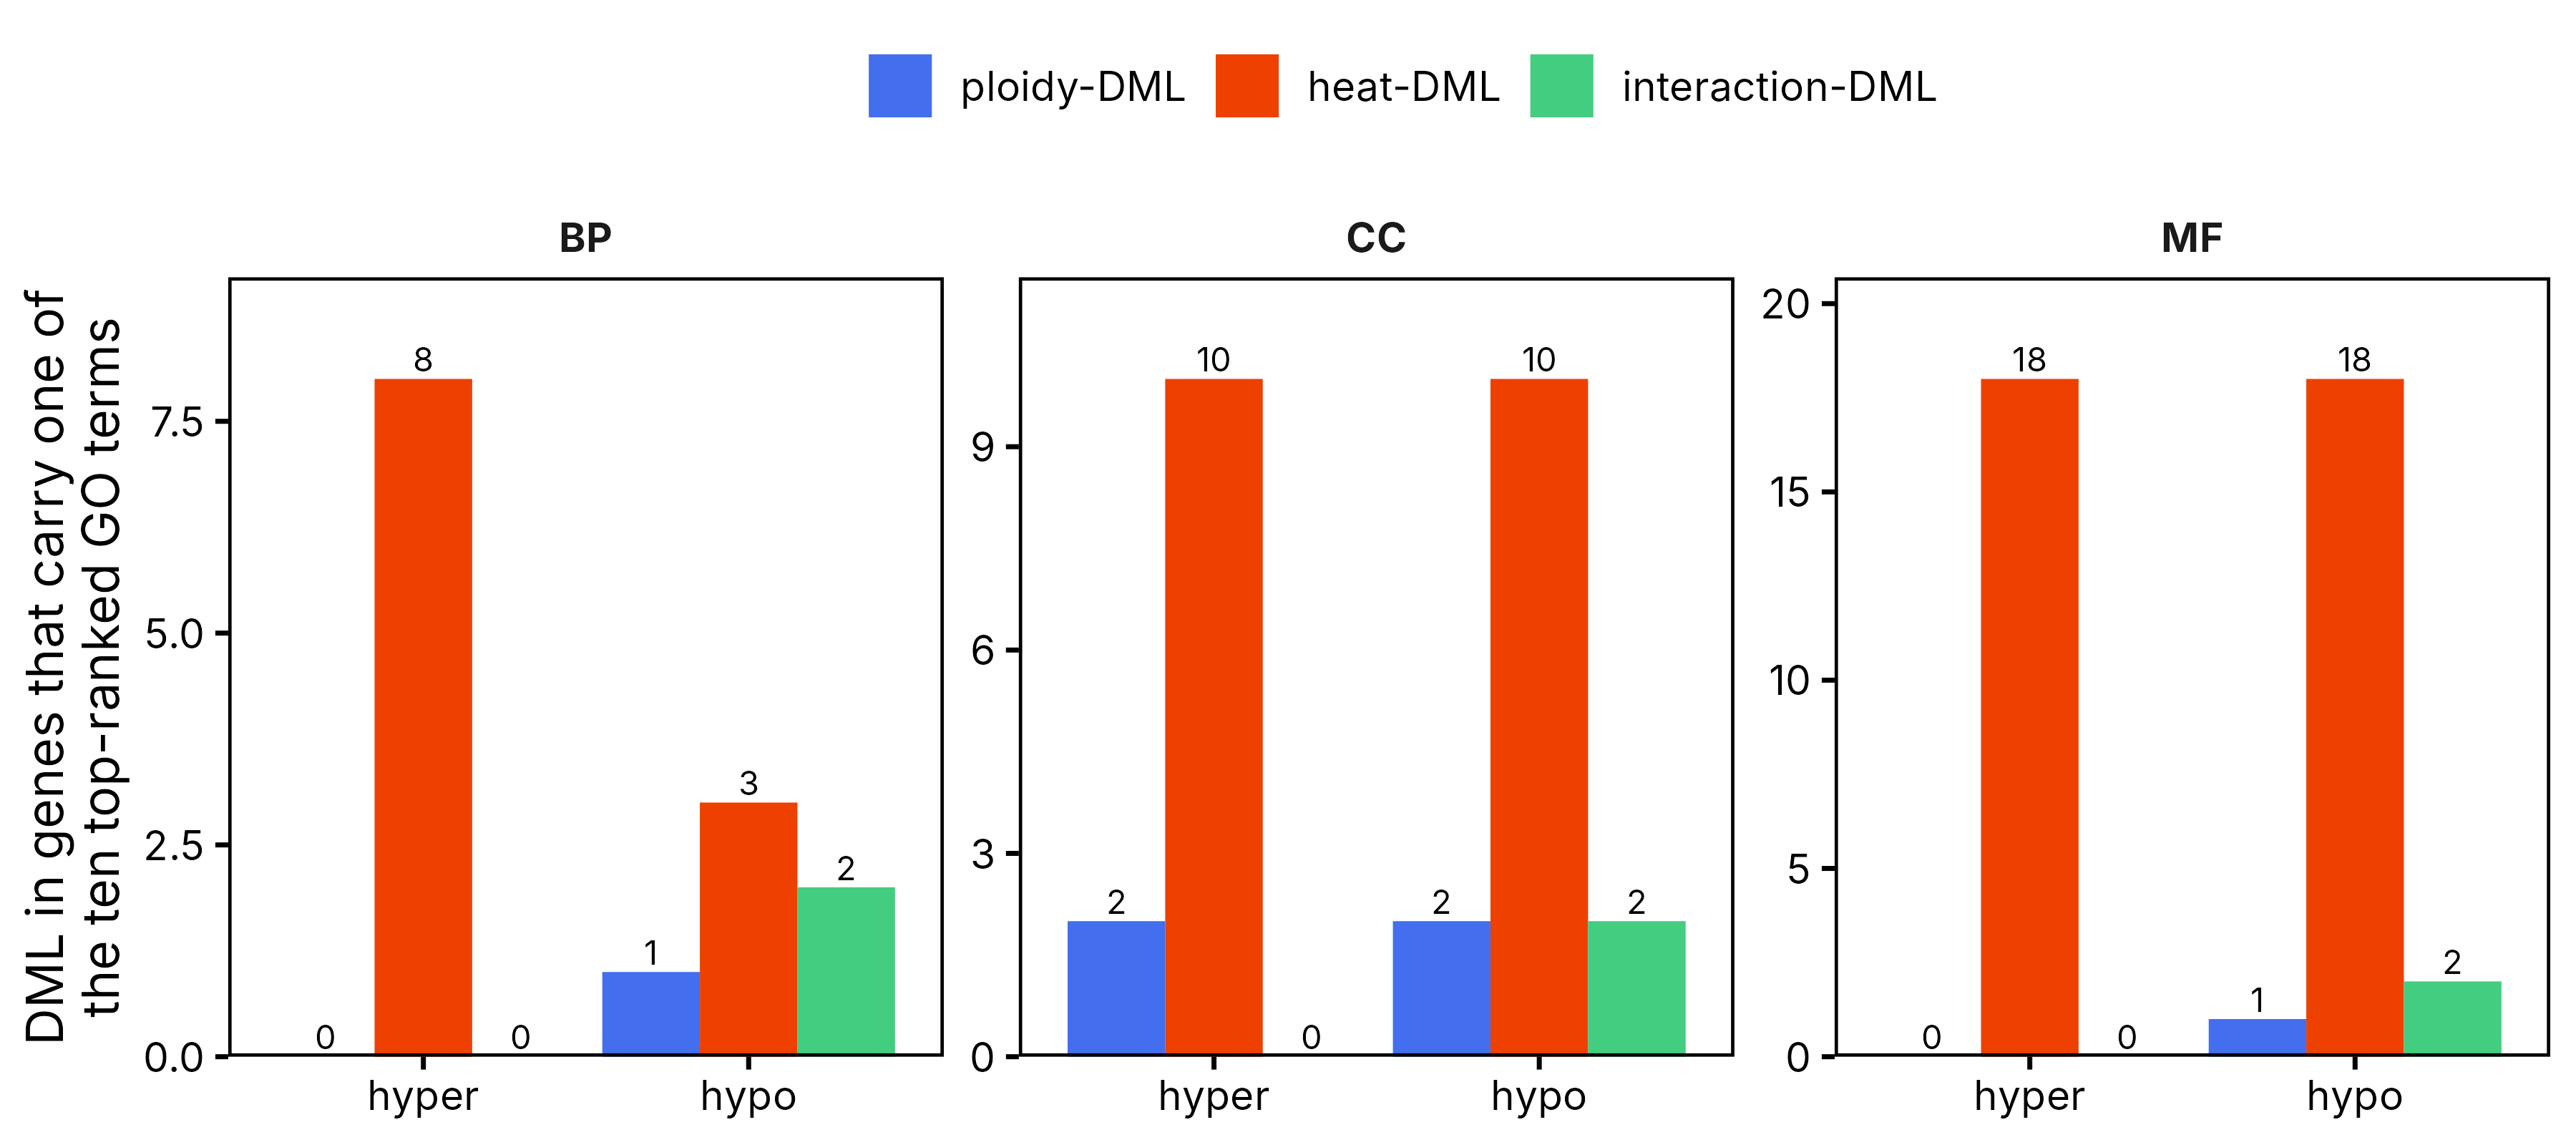 ploidy-DML heat-DML interaction-DML
BP CC MF
DML in genes that carry one of
the ten top-ranked GO terms
7.5
5.0
2.5
0.0
0 8 0 1 3 2
hyper hypo
9
6
3
0
2 10 0 2 10 2
hyper hypo
20
15
10
5
0
0 18 0 1 18 2
hyper hypo